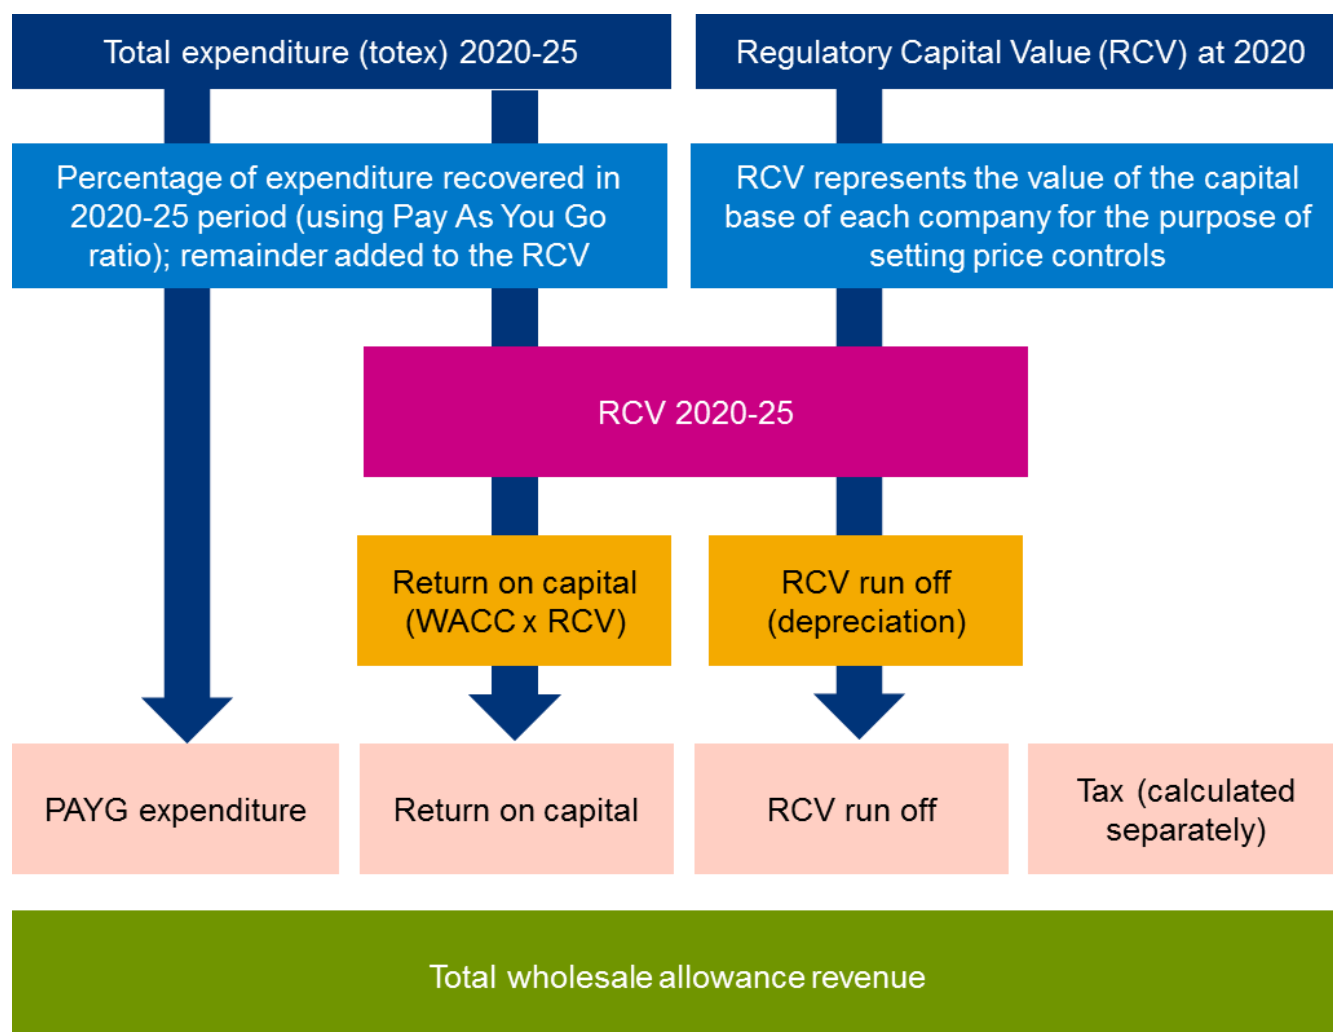 Total expenditure (totex) 2020-25
Regulatory Capital Value (RCV) at 2020
Percentage of expenditure recovered in
2020-25 period (using Pay As You Go
ratio); remainder added to the RCV
RCV represents the value of the capital
base of each company for the purpose of
setting price controls
RCV 2020-25
Return on capital
(WACC x RCV)
RCV run off
(depreciation)
PAYG expenditure
Return on capital
RCV run off
Tax (calculated
separately)
Total wholesale allowance revenue